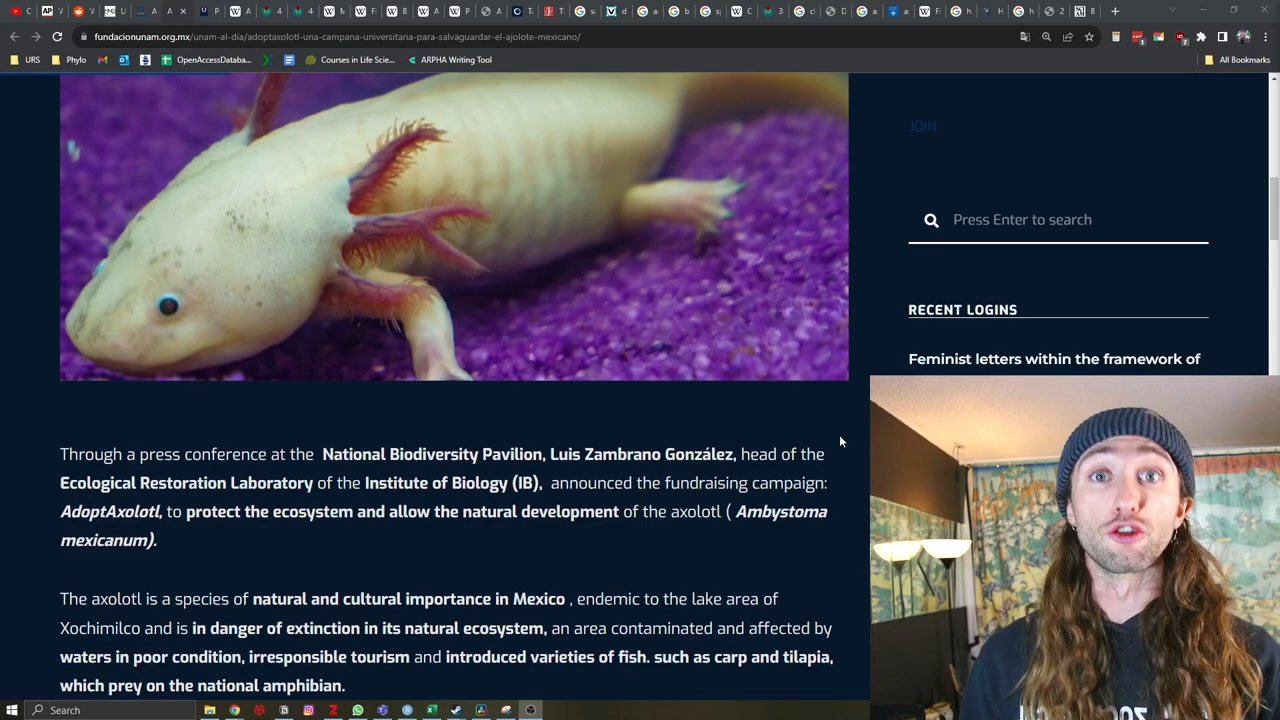 fundacionunam.org.mx/unam-al-dia/adoptaxolotl-una-campana-universitaria-para-salvaguardar-el-ajolote-mexicano/
URS Phylo M OpenAccessDataba... Courses in Life Scie... ARPHA Writing Tool All Bookmarks
JOIN
Press Enter to search
RECENT LOGINS
Feminist letters within the framework of
Through a press conference at the National Biodiversity Pavilion, Luis Zambrano González, head of the
Ecological Restoration Laboratory of the Institute of Biology (IB), announced the fundraising campaign:
AdoptAxolotl, to protect the ecosystem and allow the natural development of the axolotl ( Ambystoma
mexicanum).
The axolotl is a species of natural and cultural importance in Mexico , endemic to the lake area of
Xochimilco and is in danger of extinction in its natural ecosystem, an area contaminated and affected by
waters in poor condition, irresponsible tourism and introduced varieties of fish. such as carp and tilapia,
which prey on the national amphibian.
Search